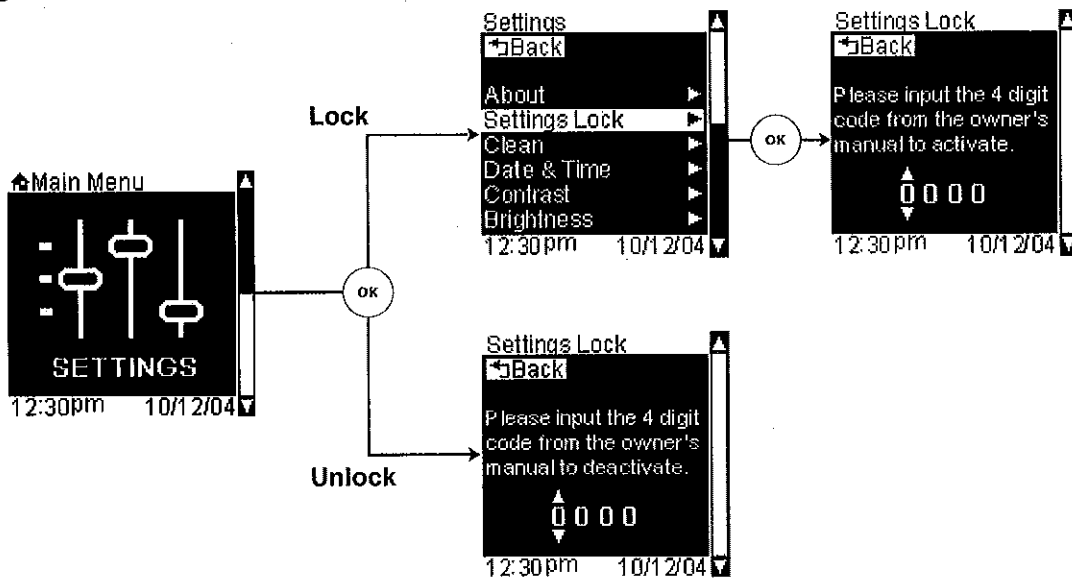 Main Menu
SETTINGS
12:30pm 10/12/04
OK
Lock
Settings
Back
About
Settings Lock
Clean
Date & Time
Contrast
Brightness
12:30pm 10/12/04
OK
Settings Lock
Back
Please input the 4 digit
code from the owner's
manual to activate.
0 0 0 0
12:30pm 10/12/04
Unlock
Settings Lock
Back
Please input the 4 digit
code from the owner's
manual to deactivate.
0 0 0 0
12:30pm 10/12/04